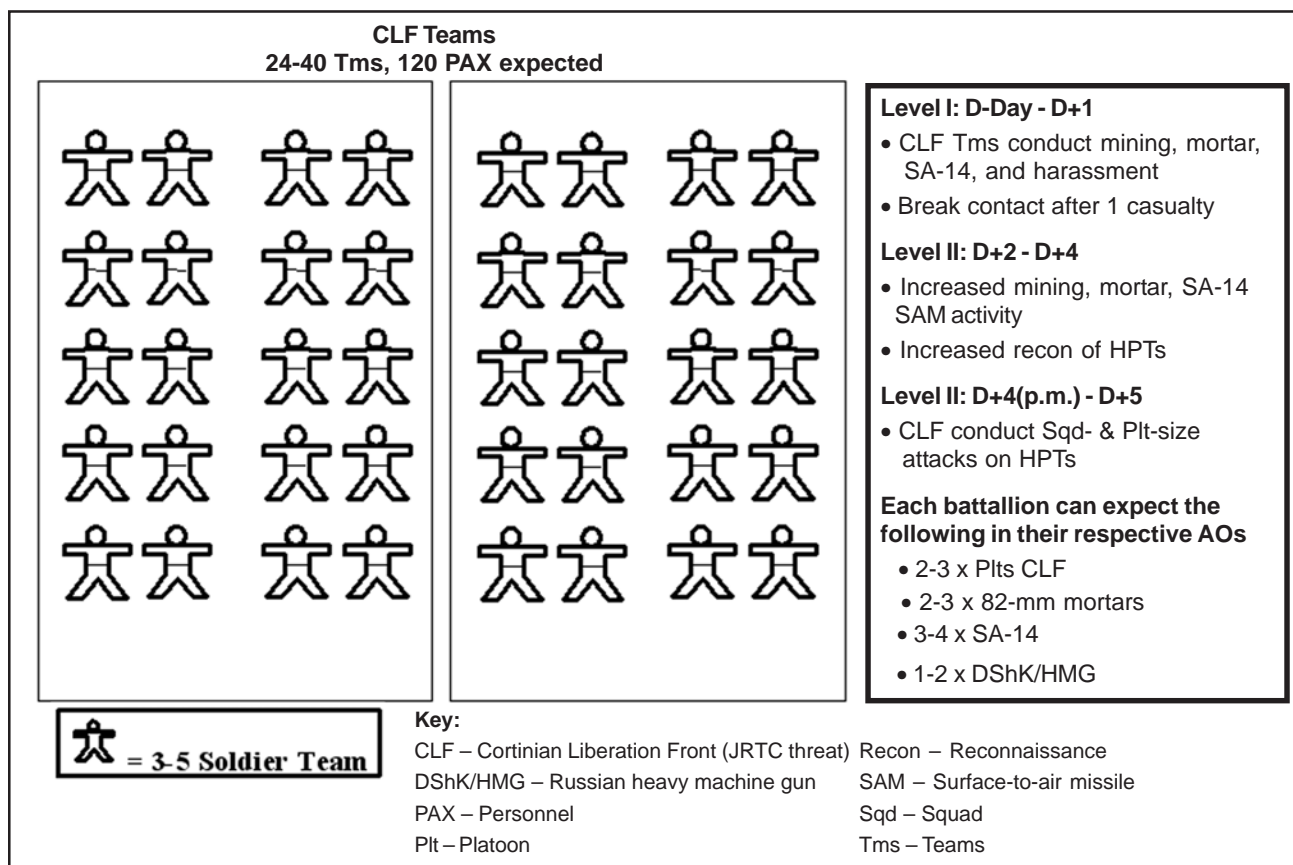 CLF Teams
24-40 Tms, 120 PAX expected
Level I: D-Day - D+1
• CLF Tms conduct mining, mortar,
SA-14, and harassment
• Break contact after 1 casualty
Level II: D+2 - D+4
• Increased mining, mortar, SA-14
SAM activity
• Increased recon of HPTs
Level II: D+4(p.m.) - D+5
• CLF conduct Sqd- & Plt-size
attacks on HPTs
Each battallion can expect the
following in their respective AOs
• 2-3 x Plts CLF
• 2-3 x 82-mm mortars
• 3-4 x SA-14
• 1-2 x DShK/HMG
= 3-5 Soldier Team
Key:
CLF – Cortinian Liberation Front (JRTC threat)
DShK/HMG – Russian heavy machine gun
PAX – Personnel
Plt – Platoon
Recon – Reconnaissance
SAM – Surface-to-air missile
Sqd – Squad
Tms – Teams